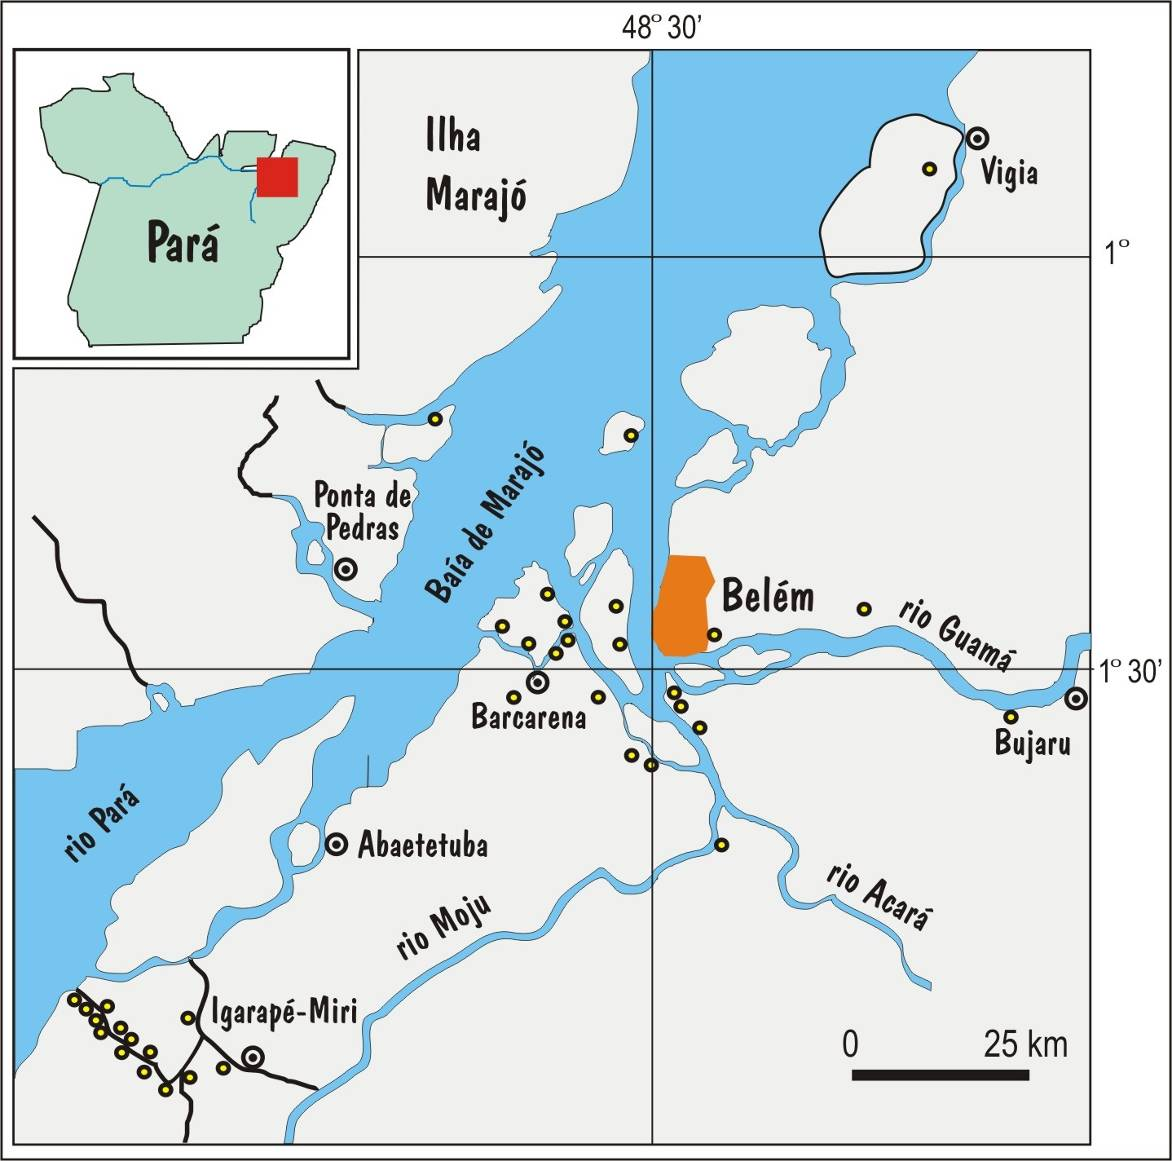 48° 30’
Ilha
Marajó
Vigia
Pará
1°
Ponta de
Pedras
Baía de Marajó
Belém
rio Guamá
1° 30’
Barcarena
Bujaru
rio Pará
Abaetetuba
rio Moju
rio Acará
Igarapé-Miri
0 25 km